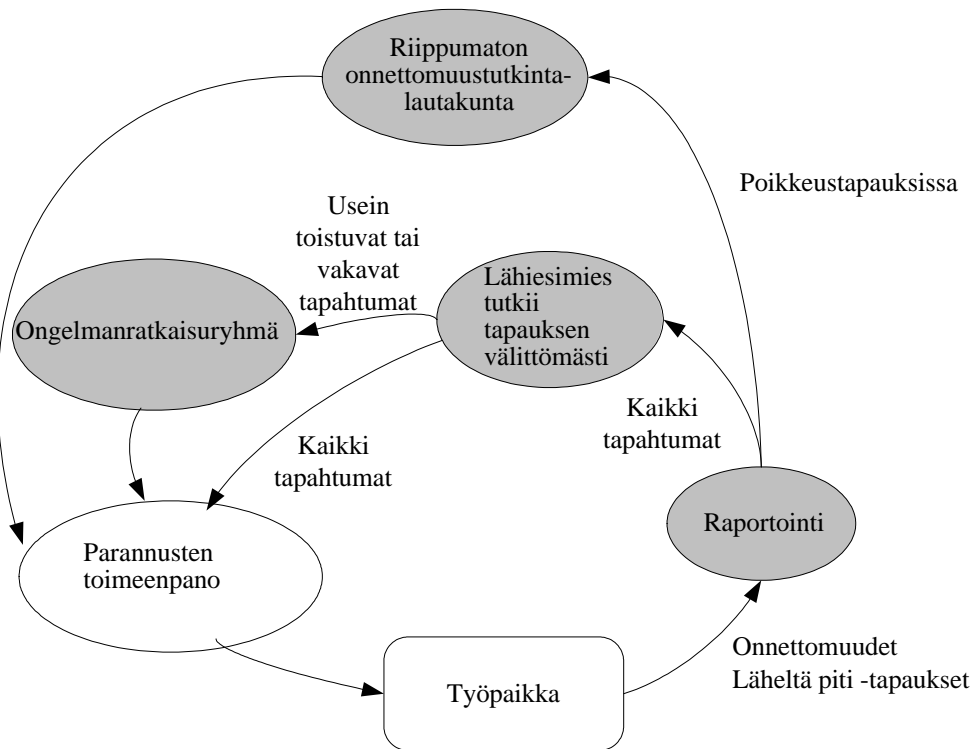 Riippumaton
onnettomuustutkinta-
lautakunta
Poikkeustapauksissa
Usein
toistuvat tai
vakavat
tapahtumat
Lähiesimies
tutkii
tapauksen
välittömästi
Ongelmanratkaisuryhmä
Kaikki
tapahtumat
Kaikki
tapahtumat
Raportointi
Parannusten
toimeenpano
Onnettomuudet
Läheltä piti -tapaukset
Työpaikka